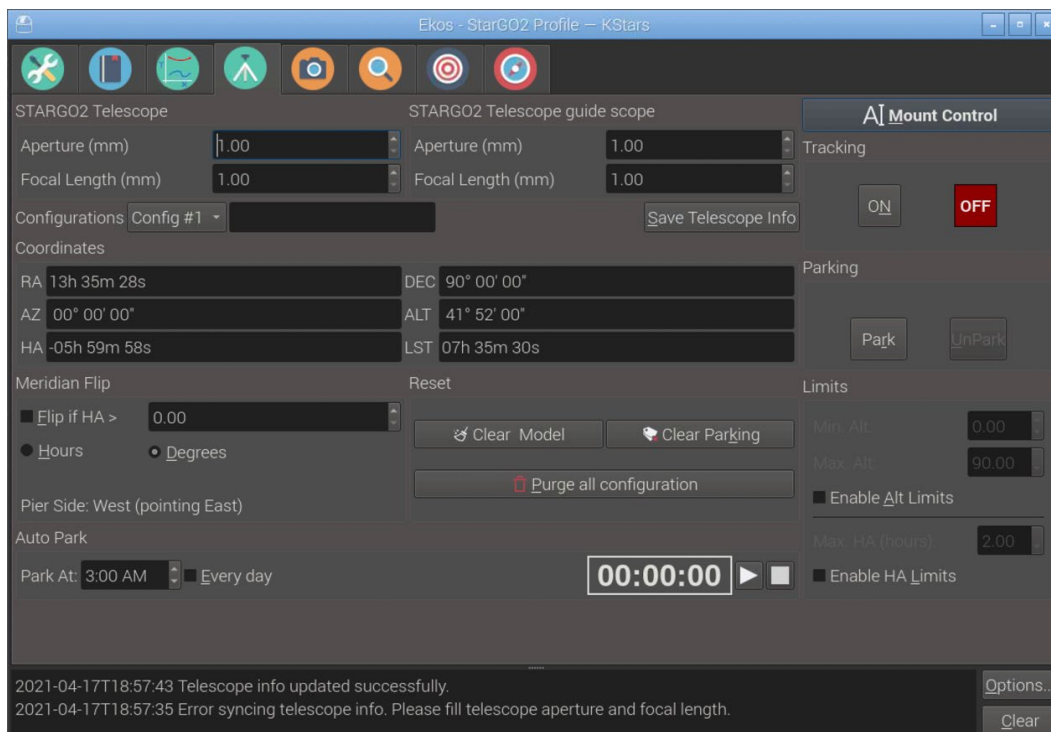 Ekos - StarGO2 Profile — KStars
STARGO2 Telescope
Aperture (mm) 1.00
Focal Length (mm) 1.00
STARGO2 Telescope guide scope
Aperture (mm) 1.00
Focal Length (mm) 1.00
Configurations Config #1 Save Telescope Info
Coordinates
RA 13h 35m 28s DEC 90° 00' 00"
AZ 00° 00' 00" ALT 41° 52' 00"
HA -05h 59m 58s LST 07h 35m 30s
Meridian Flip
Flip if HA > 0.00
Hours Degrees
Pier Side: West (pointing East)
Reset
Clear Model Clear Parking
Purge all configuration
Auto Park
Park At: 3:00 AM Every day 00:00:00
Mount Control
Tracking
ON OFF
Parking
Park UnPark
Limits
Min. Alt: 0.00
Max. Alt: 90.00
Enable Alt Limits
Max. HA (hours): 2.00
Enable HA Limits
2021-04-17T18:57:43 Telescope info updated successfully.
2021-04-17T18:57:35 Error syncing telescope info. Please fill telescope aperture and focal length.
Options..
Clear